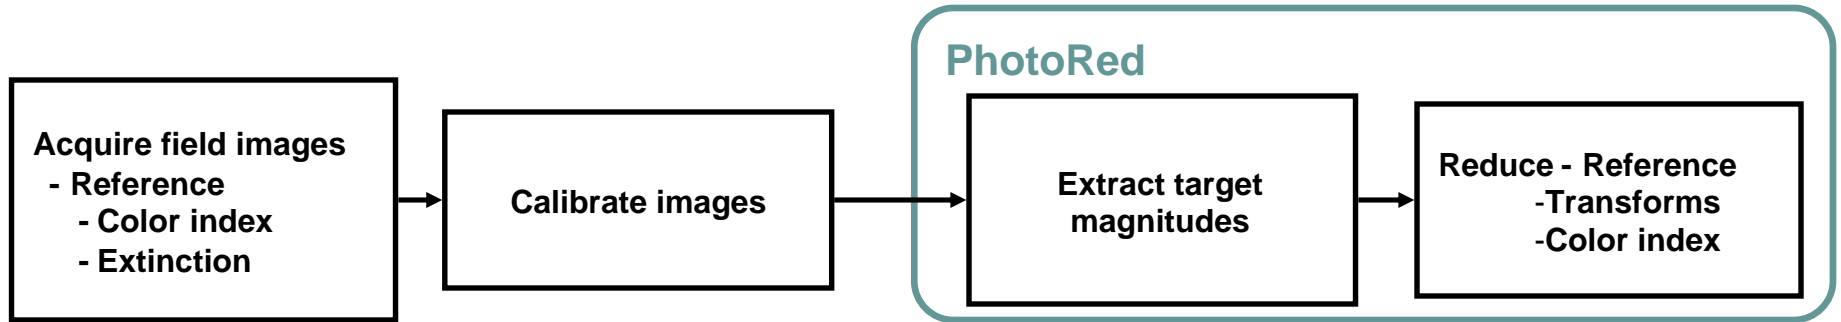 PhotoRed
Acquire field images
- Reference
- Color index
- Extinction
Calibrate images
Extract target
magnitudes
Reduce - Reference
-Transforms
-Color index